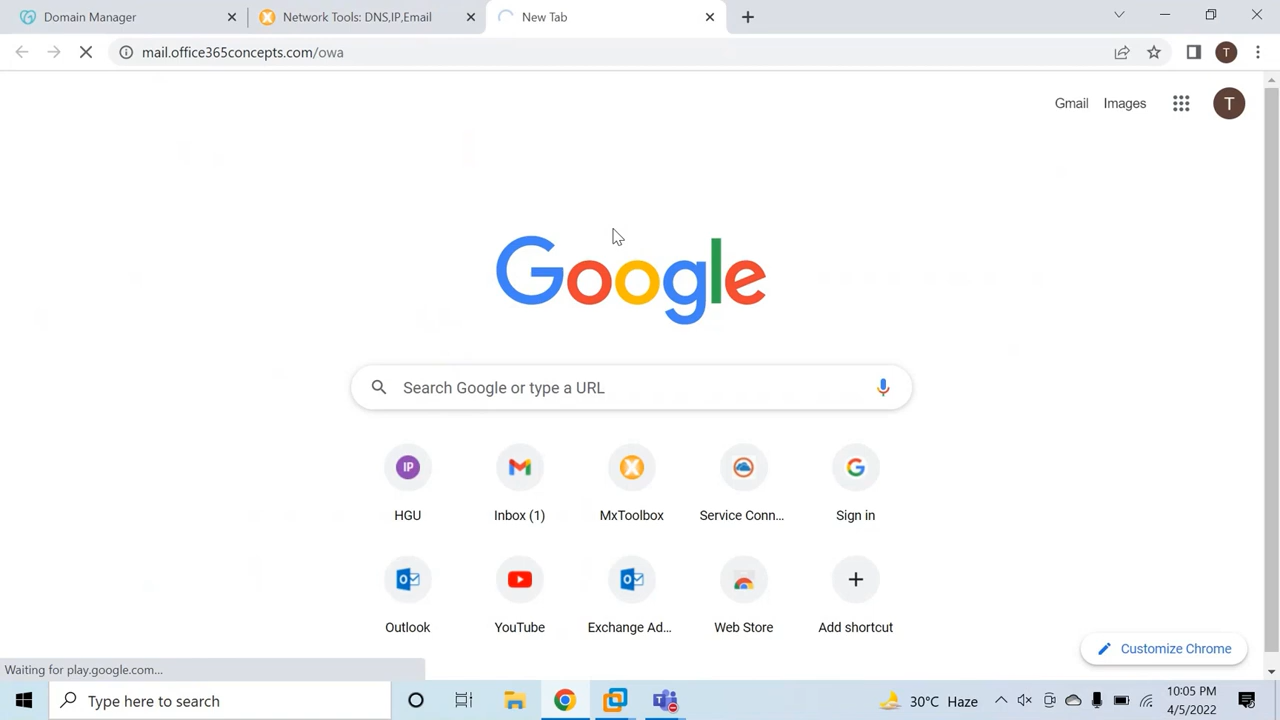 Domain Manager
Network Tools: DNS,IP,Email
New Tab
mail.office365concepts.com/owa
T
Gmail
Images
T
Google
Search Google or type a URL
IP
HGU
Inbox (1)
MxToolbox
Service Conn...
Sign in
Outlook
YouTube
Exchange Ad...
Web Store
Add shortcut
Customize Chrome
Waiting for play.google.com...
Type here to search
30°C Haze
10:05 PM
4/5/2022